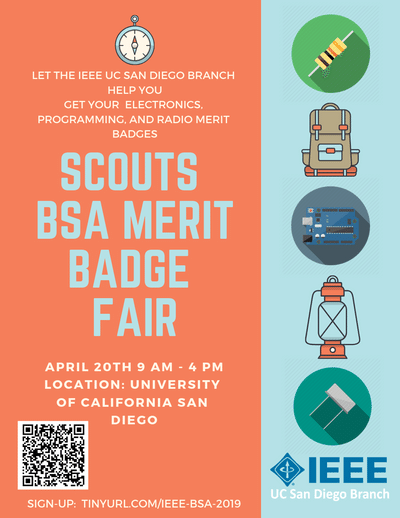 LET THE IEEE UC SAN DIEGO BRANCH
HELP YOU
GET YOUR ELECTRONICS,
PROGRAMMING, AND RADIO MERIT
BADGES
SCOUTS
BSA MERIT
BADGE
FAIR
APRIL 20TH 9 AM - 4 PM
LOCATION: UNIVERSITY
OF CALIFORNIA SAN
DIEGO
SIGN-UP: TINYURL.COM/IEEE-BSA-2019
IEEE
UC San Diego Branch